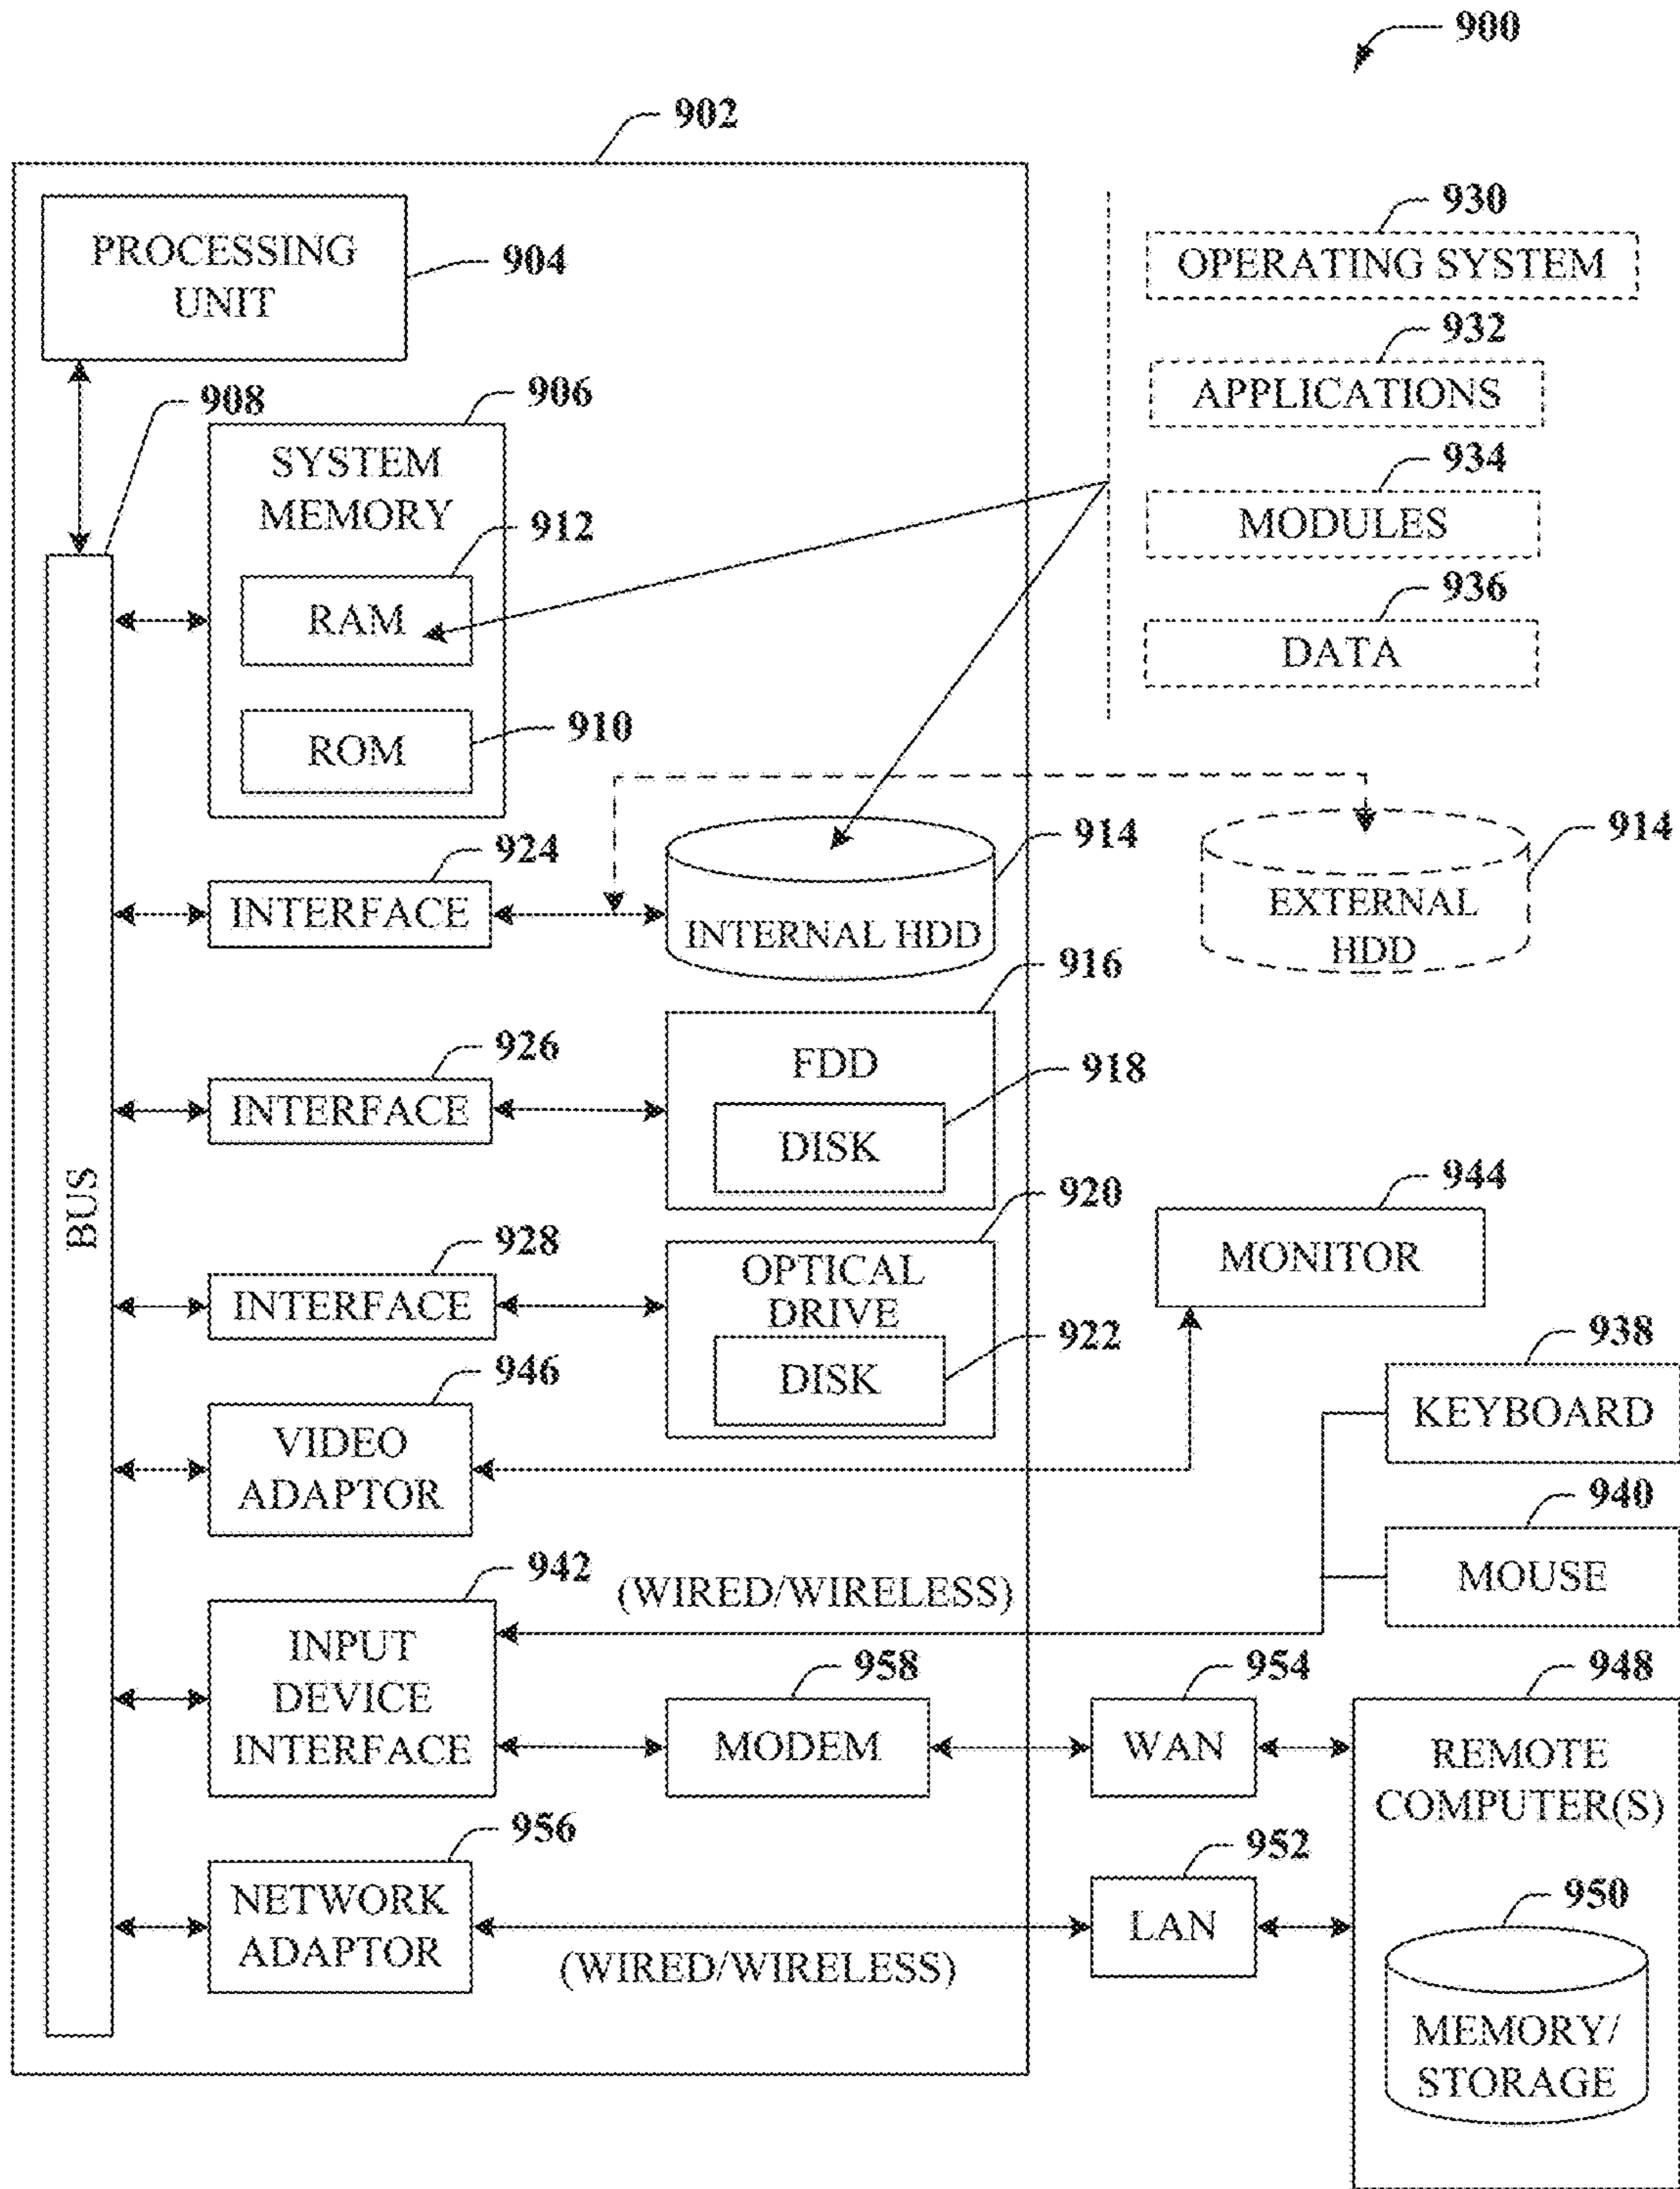 900
902
PROCESSING
UNIT
904
930
OPERATING SYSTEM
932
APPLICATIONS
934
MODULES
936
DATA
908
906
SYSTEM
MEMORY
912
RAM
910
ROM
924
INTERFACE
914
INTERNAL HDD
914
EXTERNAL
HDD
916
926
INTERFACE
FDD
918
DISK
BUS
920
928
INTERFACE
OPTICAL
DRIVE
922
DISK
944
MONITOR
938
KEYBOARD
946
VIDEO
ADAPTOR
940
MOUSE
942
(WIRED/WIRELESS)
INPUT
DEVICE
INTERFACE
958
MODEM
954
WAN
948
REMOTE
COMPUTER(S)
956
NETWORK
ADAPTOR
(WIRED/WIRELESS)
952
LAN
950
MEMORY/
STORAGE